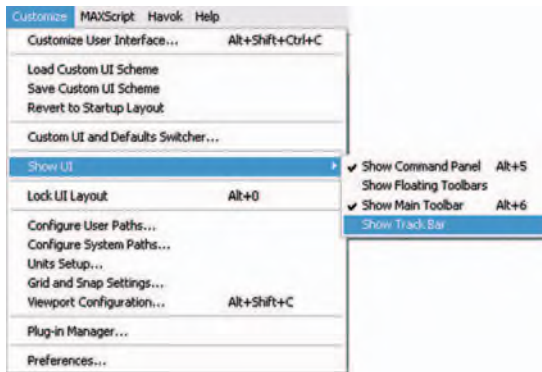 Customize MAXScript Havok Help
Customize User Interface... Alt+Shift+Ctrl+C
Load Custom UI Scheme
Save Custom UI Scheme
Revert to Startup Layout
Custom UI and Defaults Switcher...
Show UI
Show Command Panel Alt+5
Show Floating Toolbars
Show Main Toolbar Alt+6
Show Track Bar
Lock UI Layout Alt+0
Configure User Paths...
Configure System Paths...
Units Setup...
Grid and Snap Settings...
Viewport Configuration... Alt+Shift+C
Plug-in Manager...
Preferences...